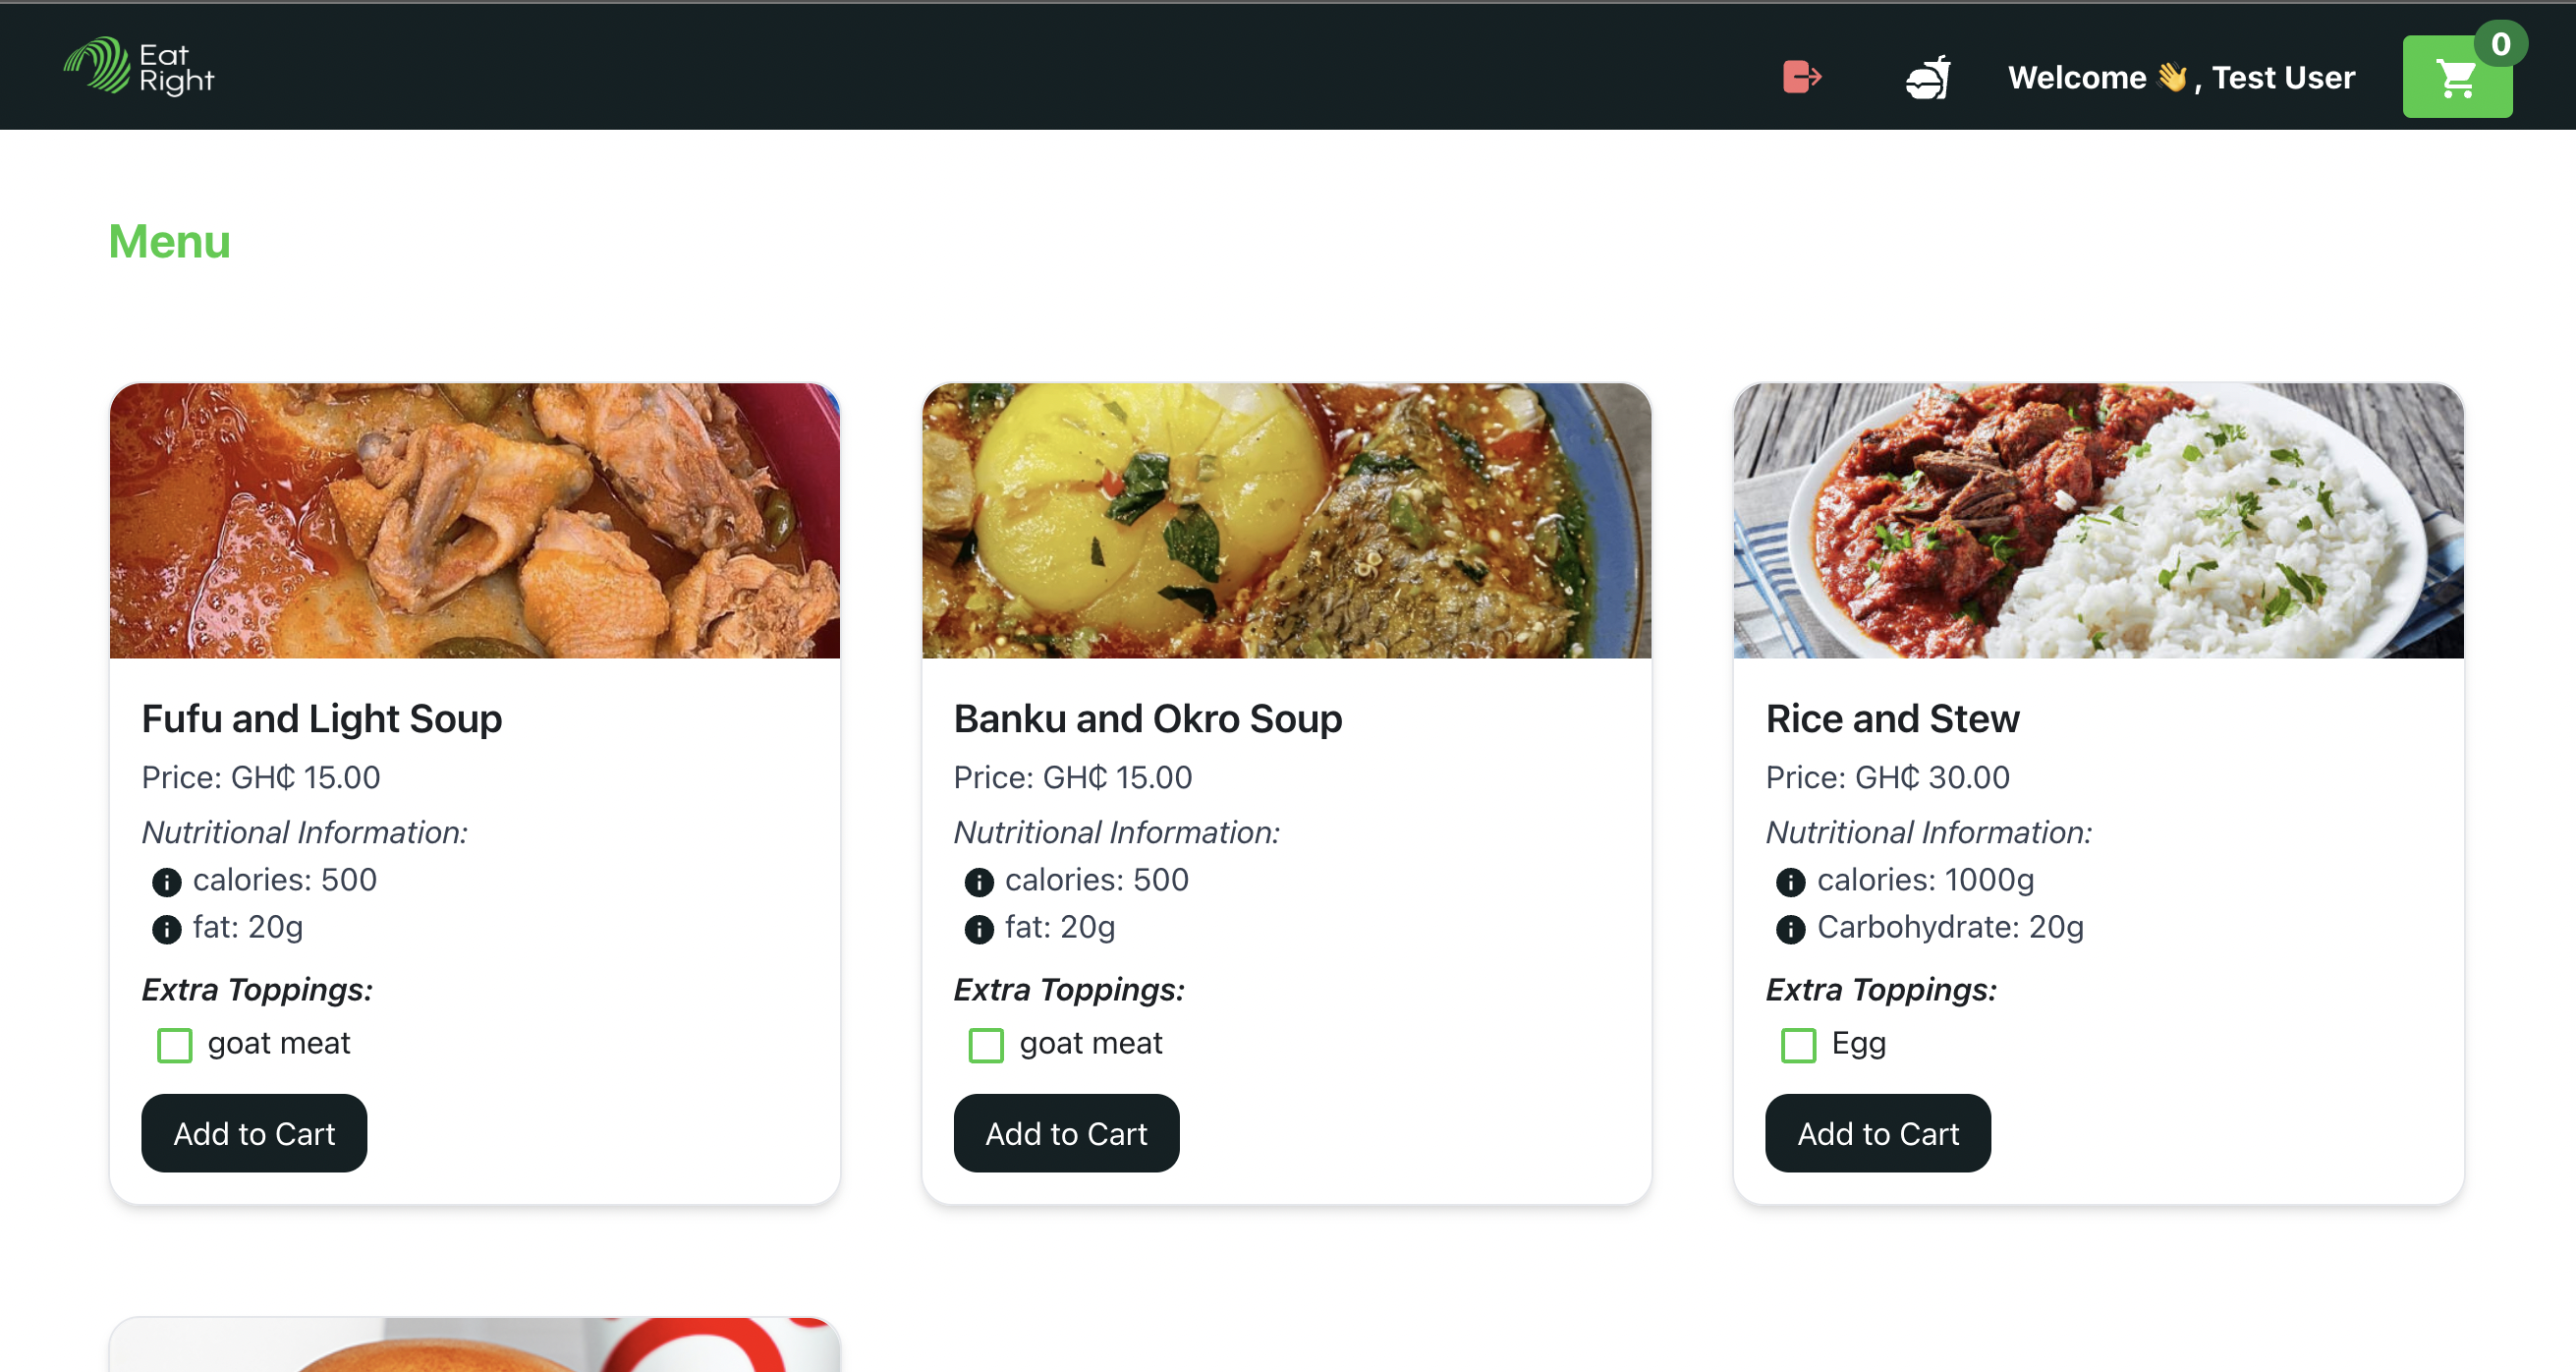 Eat
Right
Welcome 👋, Test User
0
Menu
Fufu and Light Soup
Price: GH₵ 15.00
Nutritional Information:
calories: 500
fat: 20g
Extra Toppings:
goat meat
Add to Cart
Banku and Okro Soup
Price: GH₵ 15.00
Nutritional Information:
calories: 500
fat: 20g
Extra Toppings:
goat meat
Add to Cart
Rice and Stew
Price: GH₵ 30.00
Nutritional Information:
calories: 1000g
Carbohydrate: 20g
Extra Toppings:
Egg
Add to Cart